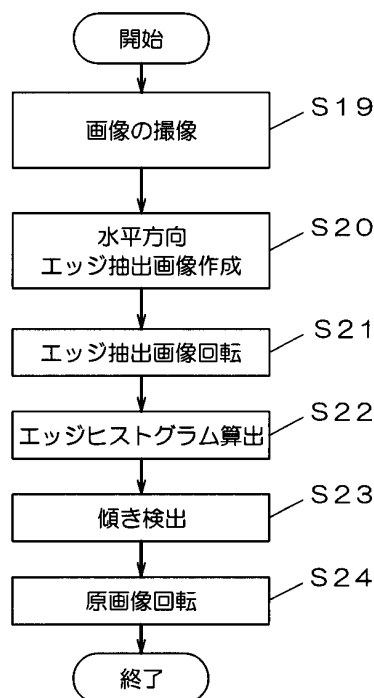 開始
画像の撮像
S19
水平方向
エッジ抽出画像作成
S20
エッジ抽出画像回転
S21
エッジヒストグラム算出
S22
傾き検出
S23
原画像回転
S24
終了